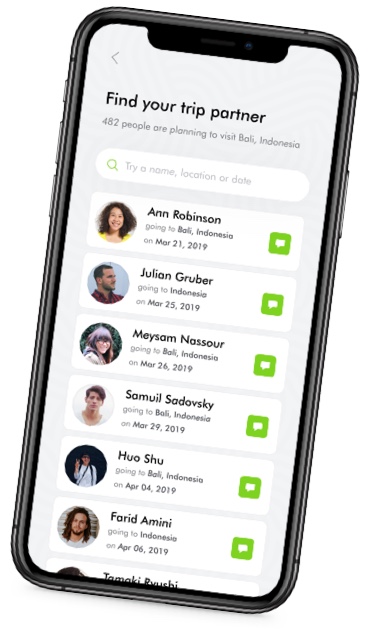 Find your trip partner
482 people are planning to visit Bali, Indonesia
Try a name, location or date
Ann Robinson
going to Bali, Indonesia
on Mar 21, 2019
Julian Gruber
going to Indonesia
on Mar 25, 2019
Meysam Nassour
going to Bali, Indonesia
on Mar 26, 2019
Samuil Sadovsky
going to Bali, Indonesia
on Mar 29, 2019
Huo Shu
going to Bali, Indonesia
on Apr 04, 2019
Farid Amini
going to Indonesia
on Apr 06, 2019
Tamaki Ryushi